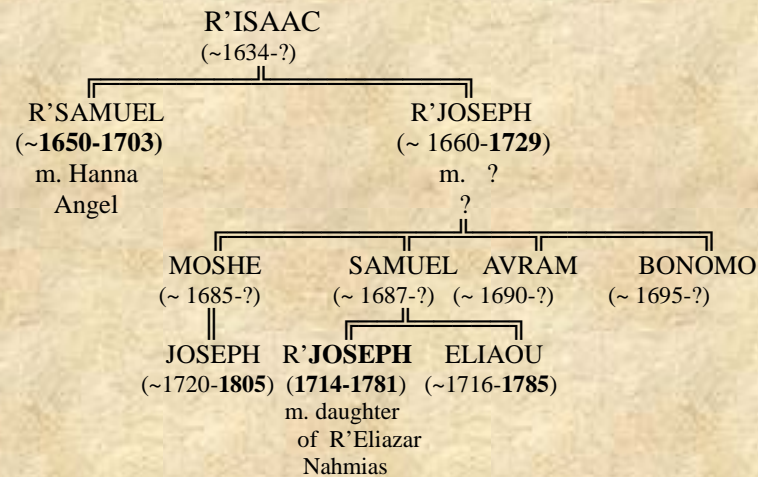 R’ISAAC
(~1634-?)
R’SAMUEL R’JOSEPH
(~1650-1703) (~ 1660-1729)
m. Hanna m. ?
Angel ?
MOSHE SAMUEL AVRAM BONOMO
(~ 1685-?) (~ 1687-?) (~ 1690-?) (~ 1695-?)
JOSEPH R’JOSEPH ELIAOU
(~1720-1805) (1714-1781) (~1716-1785)
m. daughter
of R’Eliazar
Nahmias